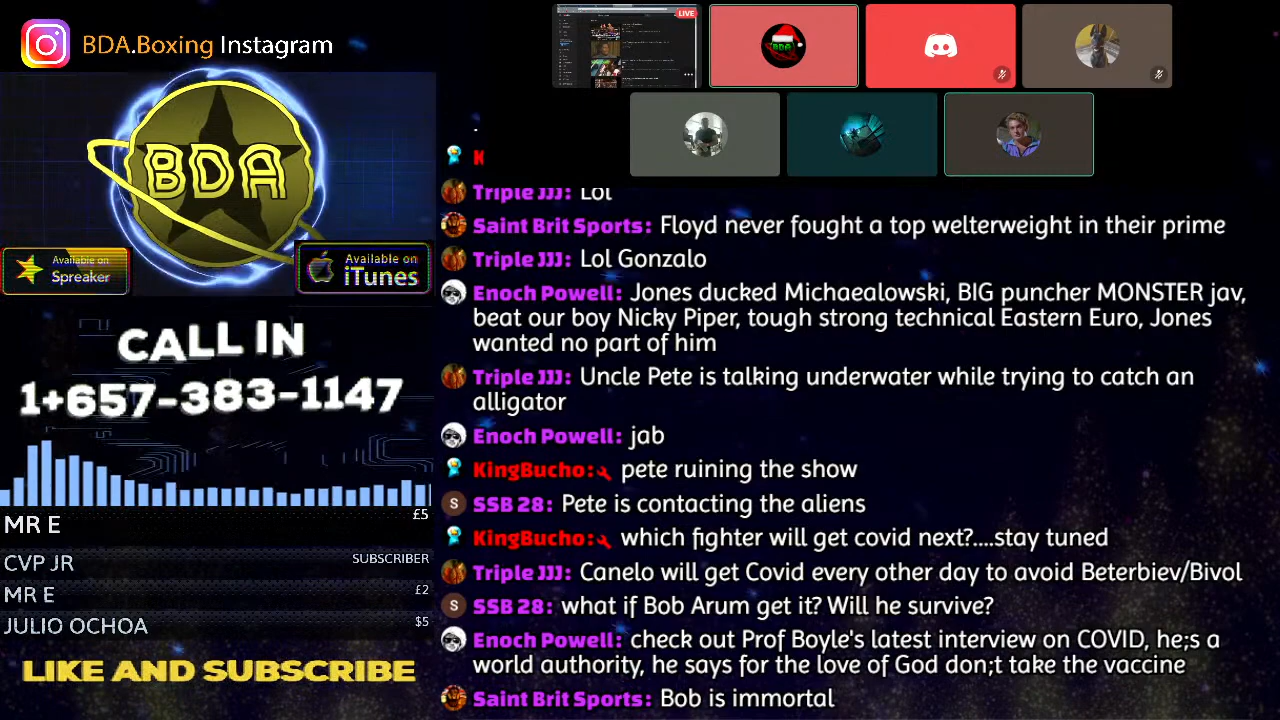 BDA.Boxing Instagram
LIVE
BDA
BDA
Available on
Spreaker
Available on
iTunes
CALL IN
1+657-383-1147
£5
MR E
CVP JR SUBSCRIBER
MR E £2
JULIO OCHOA $5
LIKE AND SUBSCRIBE
K
Triple JJJ: Lol
Saint Brit Sports: Floyd never fought a top welterweight in their prime
Triple JJJ: Lol Gonzalo
Enoch Powell: Jones ducked Michaealowski, BIG puncher MONSTER jav,
beat our boy Nicky Piper, tough strong technical Eastern Euro, Jones
wanted no part of him
Triple JJJ: Uncle Pete is talking underwater while trying to catch an
alligator
Enoch Powell: jab
KingBucho: pete ruining the show
S SSB 28: Pete is contacting the aliens
KingBucho: which fighter will get covid next?....stay tuned
Triple JJJ: Canelo will get Covid every other day to avoid Beterbiev/Bivol
S SSB 28: what if Bob Arum get it? Will he survive?
Enoch Powell: check out Prof Boyle's latest interview on COVID, he;s a
world authority, he says for the love of God don;t take the vaccine
Saint Brit Sports: Bob is immortal